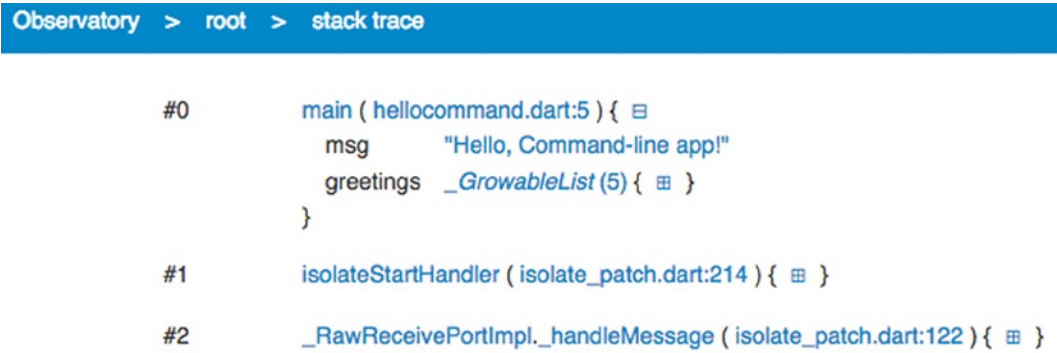 Observatory > root > stack trace
#0 main ( hellocommand.dart:5 ) { ⊟
msg "Hello, Command-line app!"
greetings _GrowableList (5) { ⊞ }
}
#1 isolateStartHandler ( isolate_patch.dart:214 ) { ⊞ }
#2 _RawReceivePortImpl._handleMessage ( isolate_patch.dart:122 ) { ⊞ }